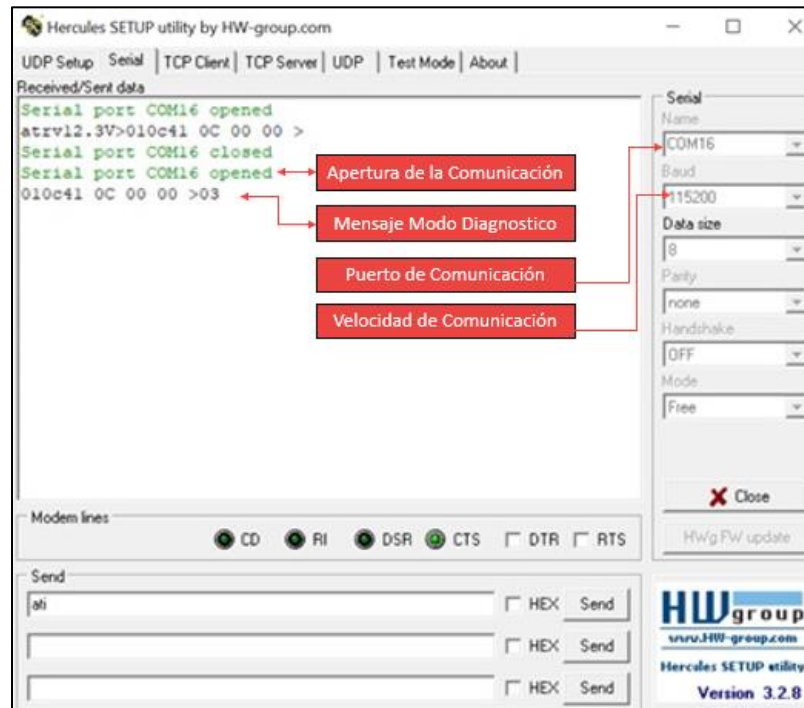 Hercules SETUP utility by HW-group.com
UDP Setup Serial TCP Client TCP Server UDP Test Mode About
Received/Sent data
Serial port COM16 opened
atrv12.3V>010c41 0C 00 00 >
Serial port COM16 closed
Serial port COM16 opened
010c41 0C 00 00 >03
Apertura de la Comunicación
Mensaje Modo Diagnostico
Puerto de Comunicación
Velocidad de Comunicación
Serial
Name
COM16
Baud
115200
Data size
8
Parity
none
Handshake
OFF
Mode
Free
Close
HWg FW update
Modem lines
CD RI DSR CTS DTR RTS
Send
ati HEX Send
HEX Send
HEX Send
HWgroup
www.HW-group.com
Hercules SETUP utility
Version 3.2.8